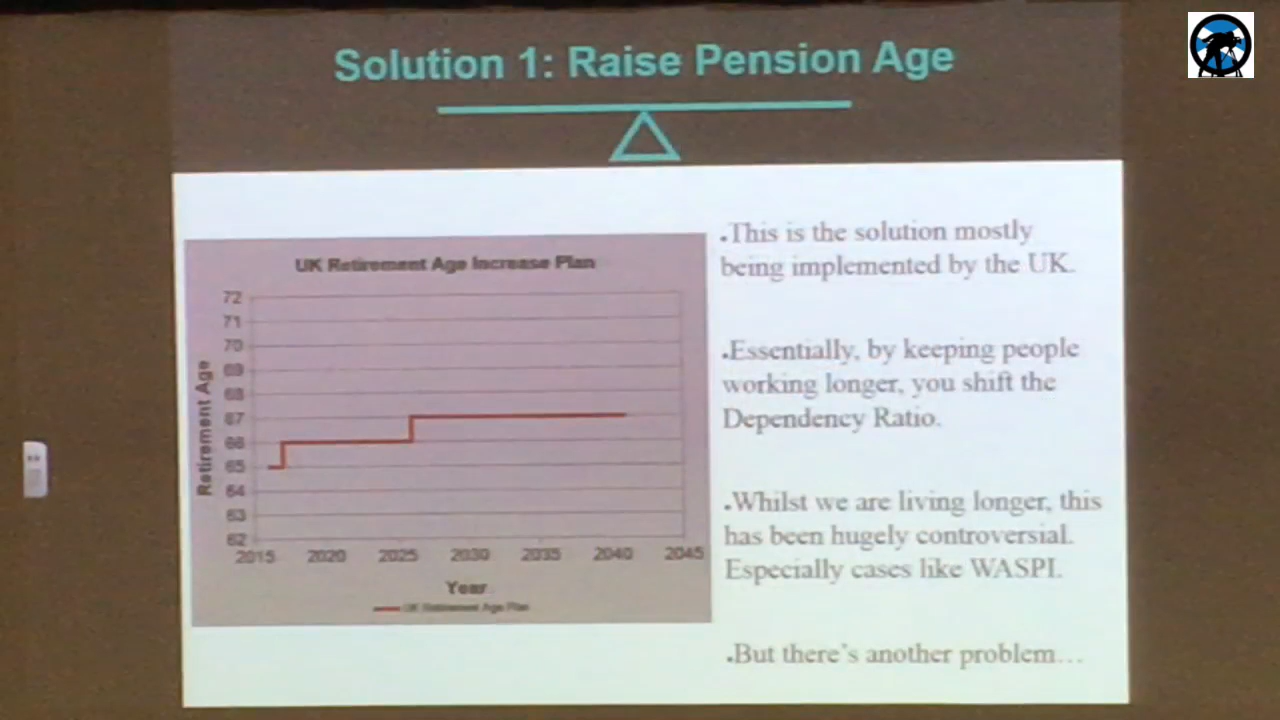 Solution 1: Raise Pension Age
UK Retirement Age Increase Plan
72
71
70
69
68
67
66
65
64
63
62
Retirement Age
2015 2020 2025 2030 2035 2040 2045
Year
UK Retirement Age Plan
.This is the solution mostly
being implemented by the UK.
.Essentially, by keeping people
working longer, you shift the
Dependency Ratio.
.Whilst we are living longer, this
has been hugely controversial.
Especially cases like WASPI.
.But there's another problem…